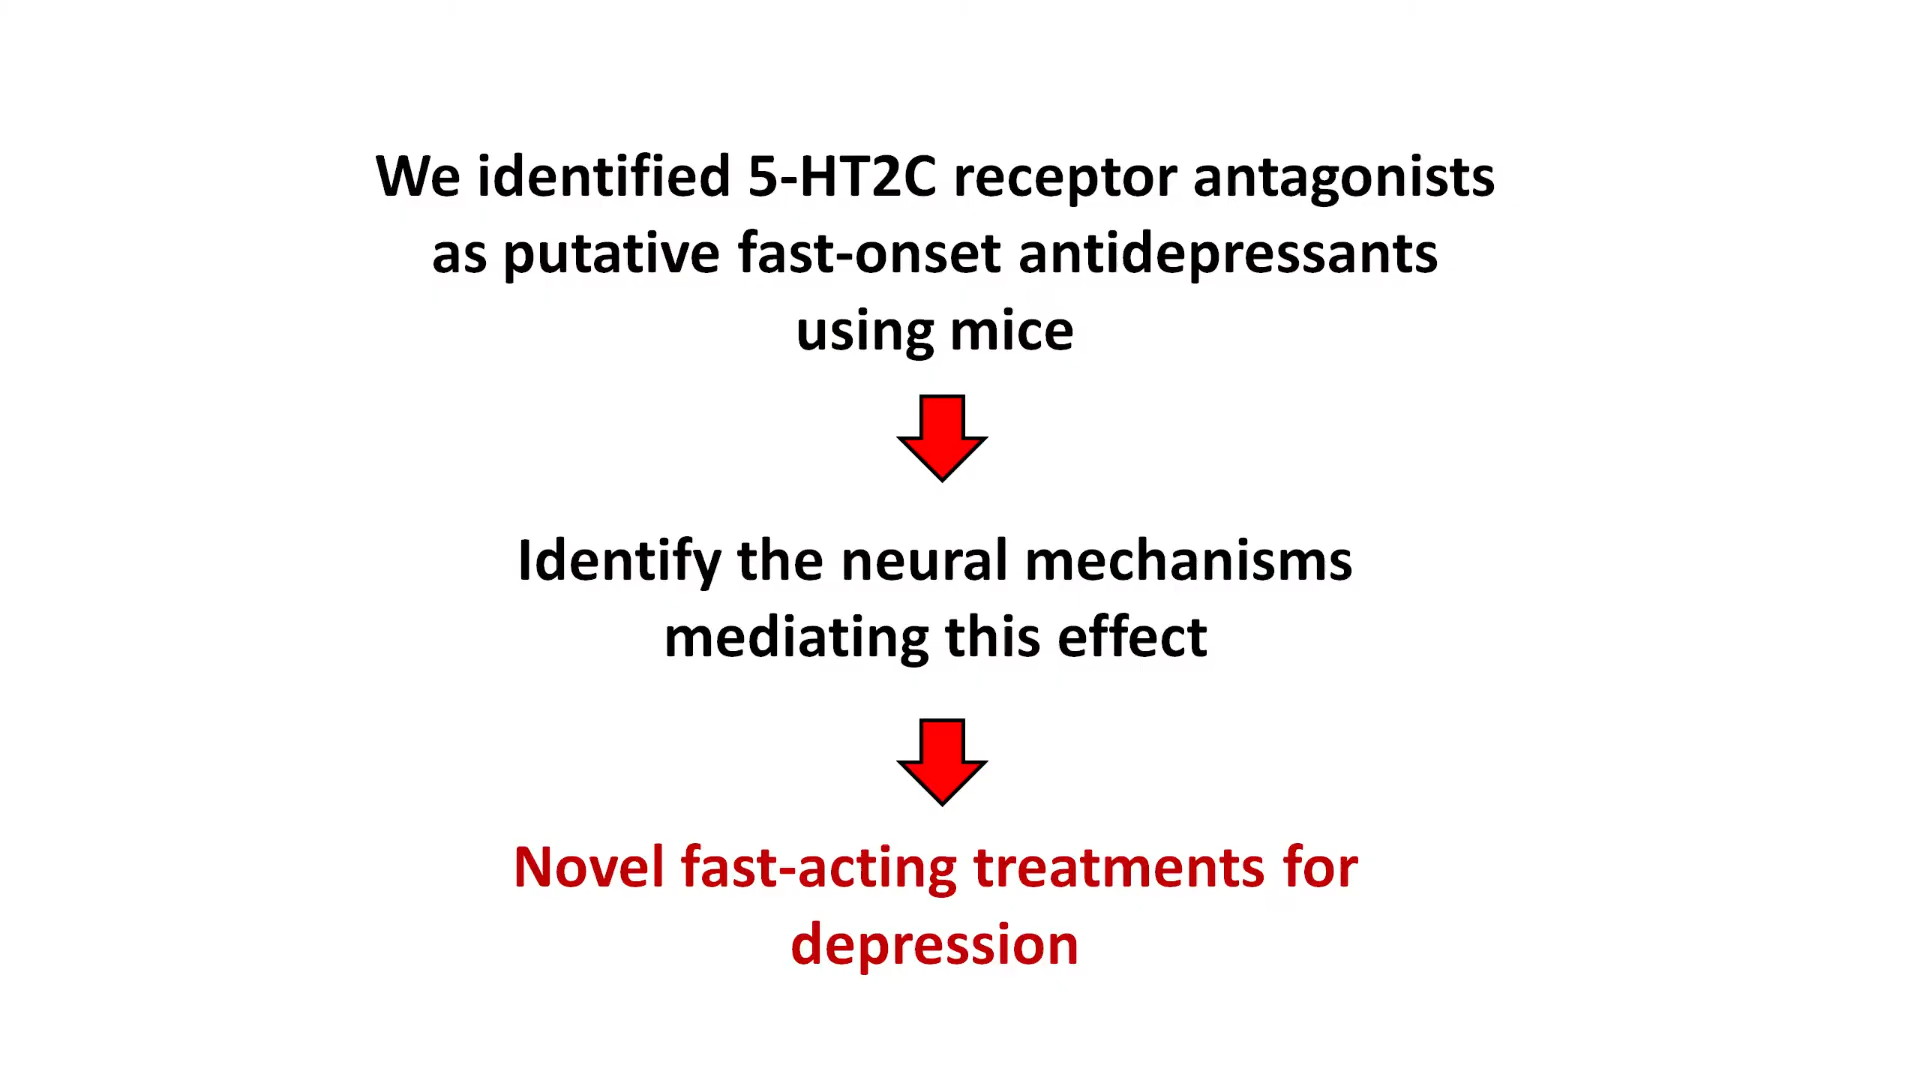 We identified 5-HT2C receptor antagonists
as putative fast-onset antidepressants
using mice
Identify the neural mechanisms
mediating this effect
Novel fast-acting treatments for
depression